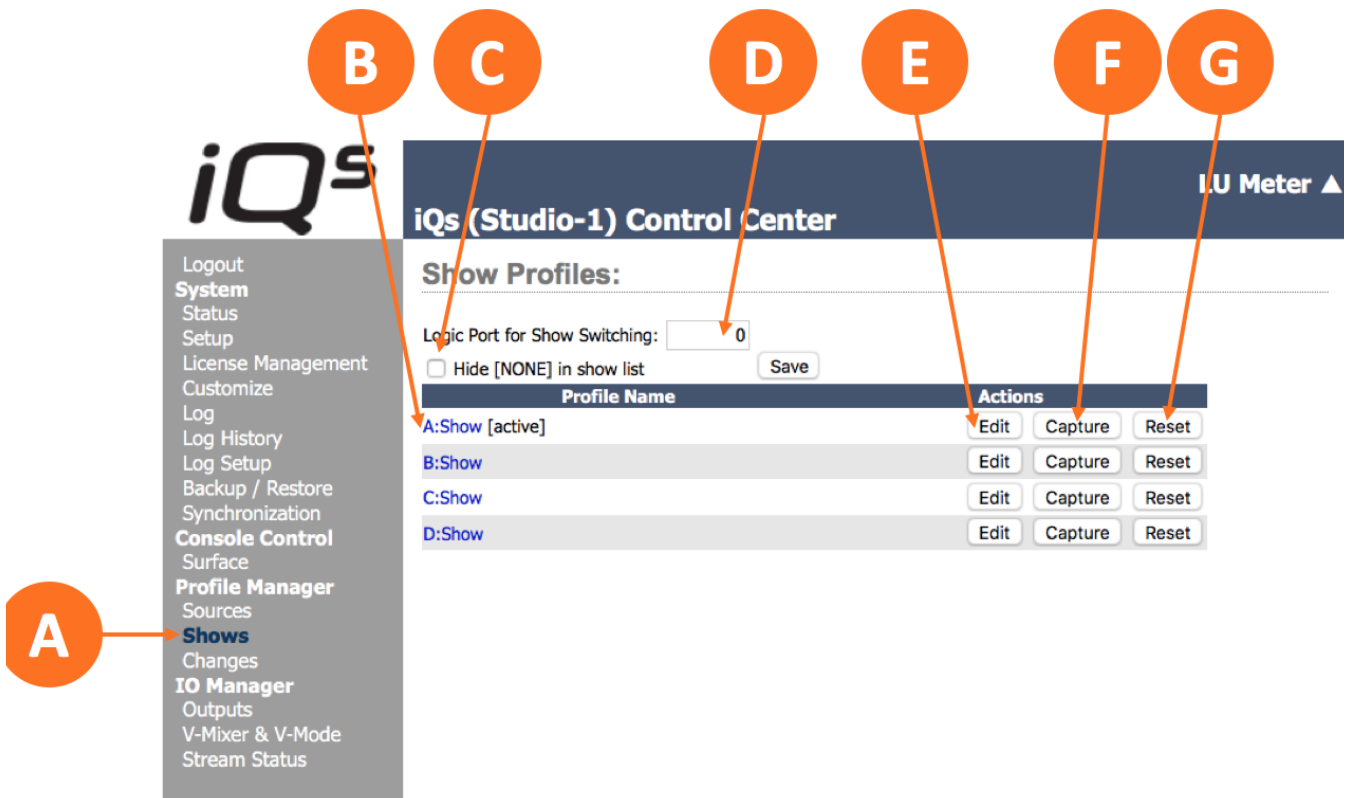 B C D E F G
iQs
LU Meter ▲
iQs (Studio-1) Control Center
Logout
System
Status
Setup
License Management
Customize
Log
Log History
Log Setup
Backup / Restore
Synchronization
Console Control
Surface
Profile Manager
Sources
Shows
Changes
IO Manager
Outputs
V-Mixer & V-Mode
Stream Status
A
Show Profiles:
Logic Port for Show Switching: 0
Hide [NONE] in show list Save
Profile Name Actions
A:Show [active] Edit Capture Reset
B:Show Edit Capture Reset
C:Show Edit Capture Reset
D:Show Edit Capture Reset